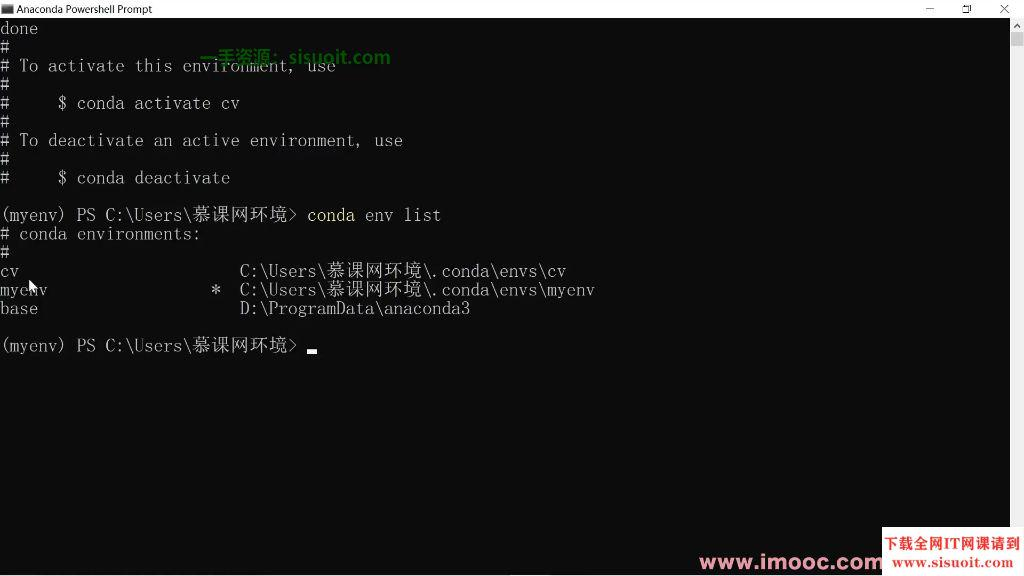 Anaconda Powershell Prompt
done
#
一手资源：sisuoit.com
# To activate this environment, use
#
#     $ conda activate cv
#
# To deactivate an active environment, use
#
#     $ conda deactivate
(myenv) PS C:\Users\慕课网环境> conda env list
# conda environments:
#
cv                       C:\Users\慕课网环境\.conda\envs\cv
myenv                 *  C:\Users\慕课网环境\.conda\envs\myenv
base                     D:\ProgramData\anaconda3
(myenv) PS C:\Users\慕课网环境>
下载全网IT网课请到
www.imooc.com
www.sisuoit.com